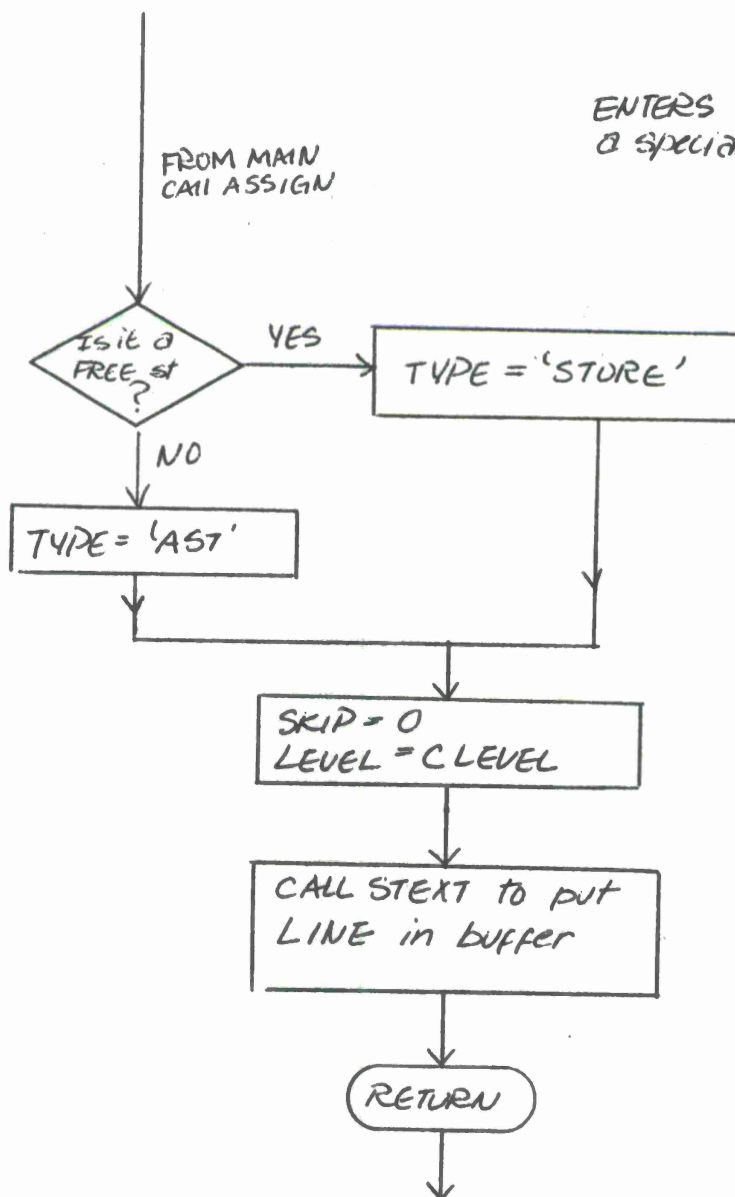 ENTERS
a specia
FROM MAIN
CALL ASSIGN
Is it a
FREE st
?
YES
TYPE = 'STORE'
NO
TYPE = 'AST'
SKIP = 0
LEVEL = CLEVEL
CALL STEXT to put
LINE in buffer
RETURN